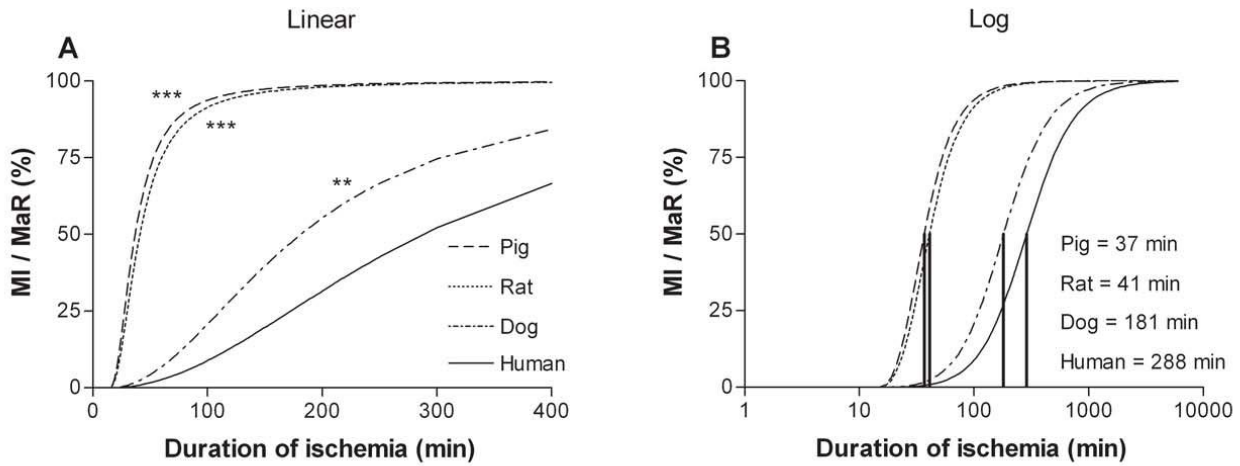 Linear
A
MI / MaR (%)
100
75
50
25
0
***
***
**
Pig
Rat
Dog
Human
0 100 200 300 400
Duration of ischemia (min)
Log
B
MI / MaR (%)
100
75
50
25
0
Pig = 37 min
Rat = 41 min
Dog = 181 min
Human = 288 min
1 10 100 1000 10000
Duration of ischemia (min)